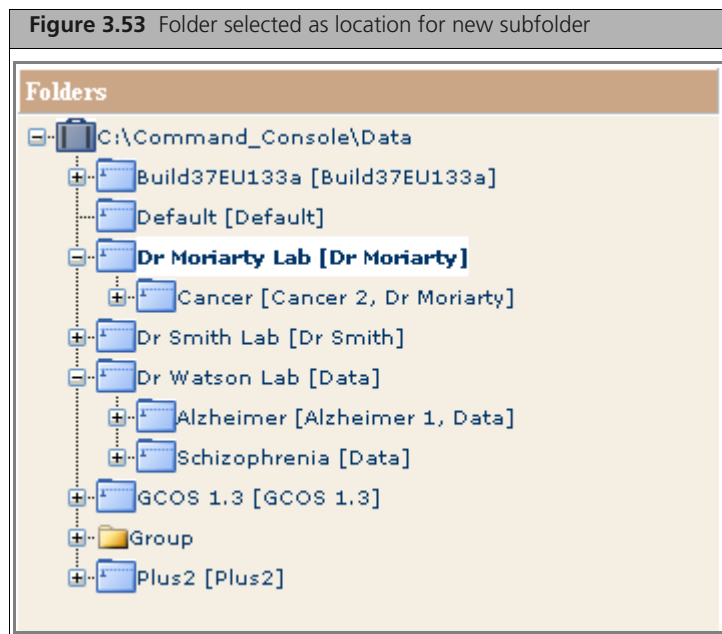 Figure 3.53 Folder selected as location for new subfolder
Folders
C:\Command_Console\Data
Build37EU133a [Build37EU133a]
Default [Default]
Dr Moriarty Lab [Dr Moriarty]
Cancer [Cancer 2, Dr Moriarty]
Dr Smith Lab [Dr Smith]
Dr Watson Lab [Data]
Alzheimer [Alzheimer 1, Data]
Schizophrenia [Data]
GCOS 1.3 [GCOS 1.3]
Group
Plus2 [Plus2]